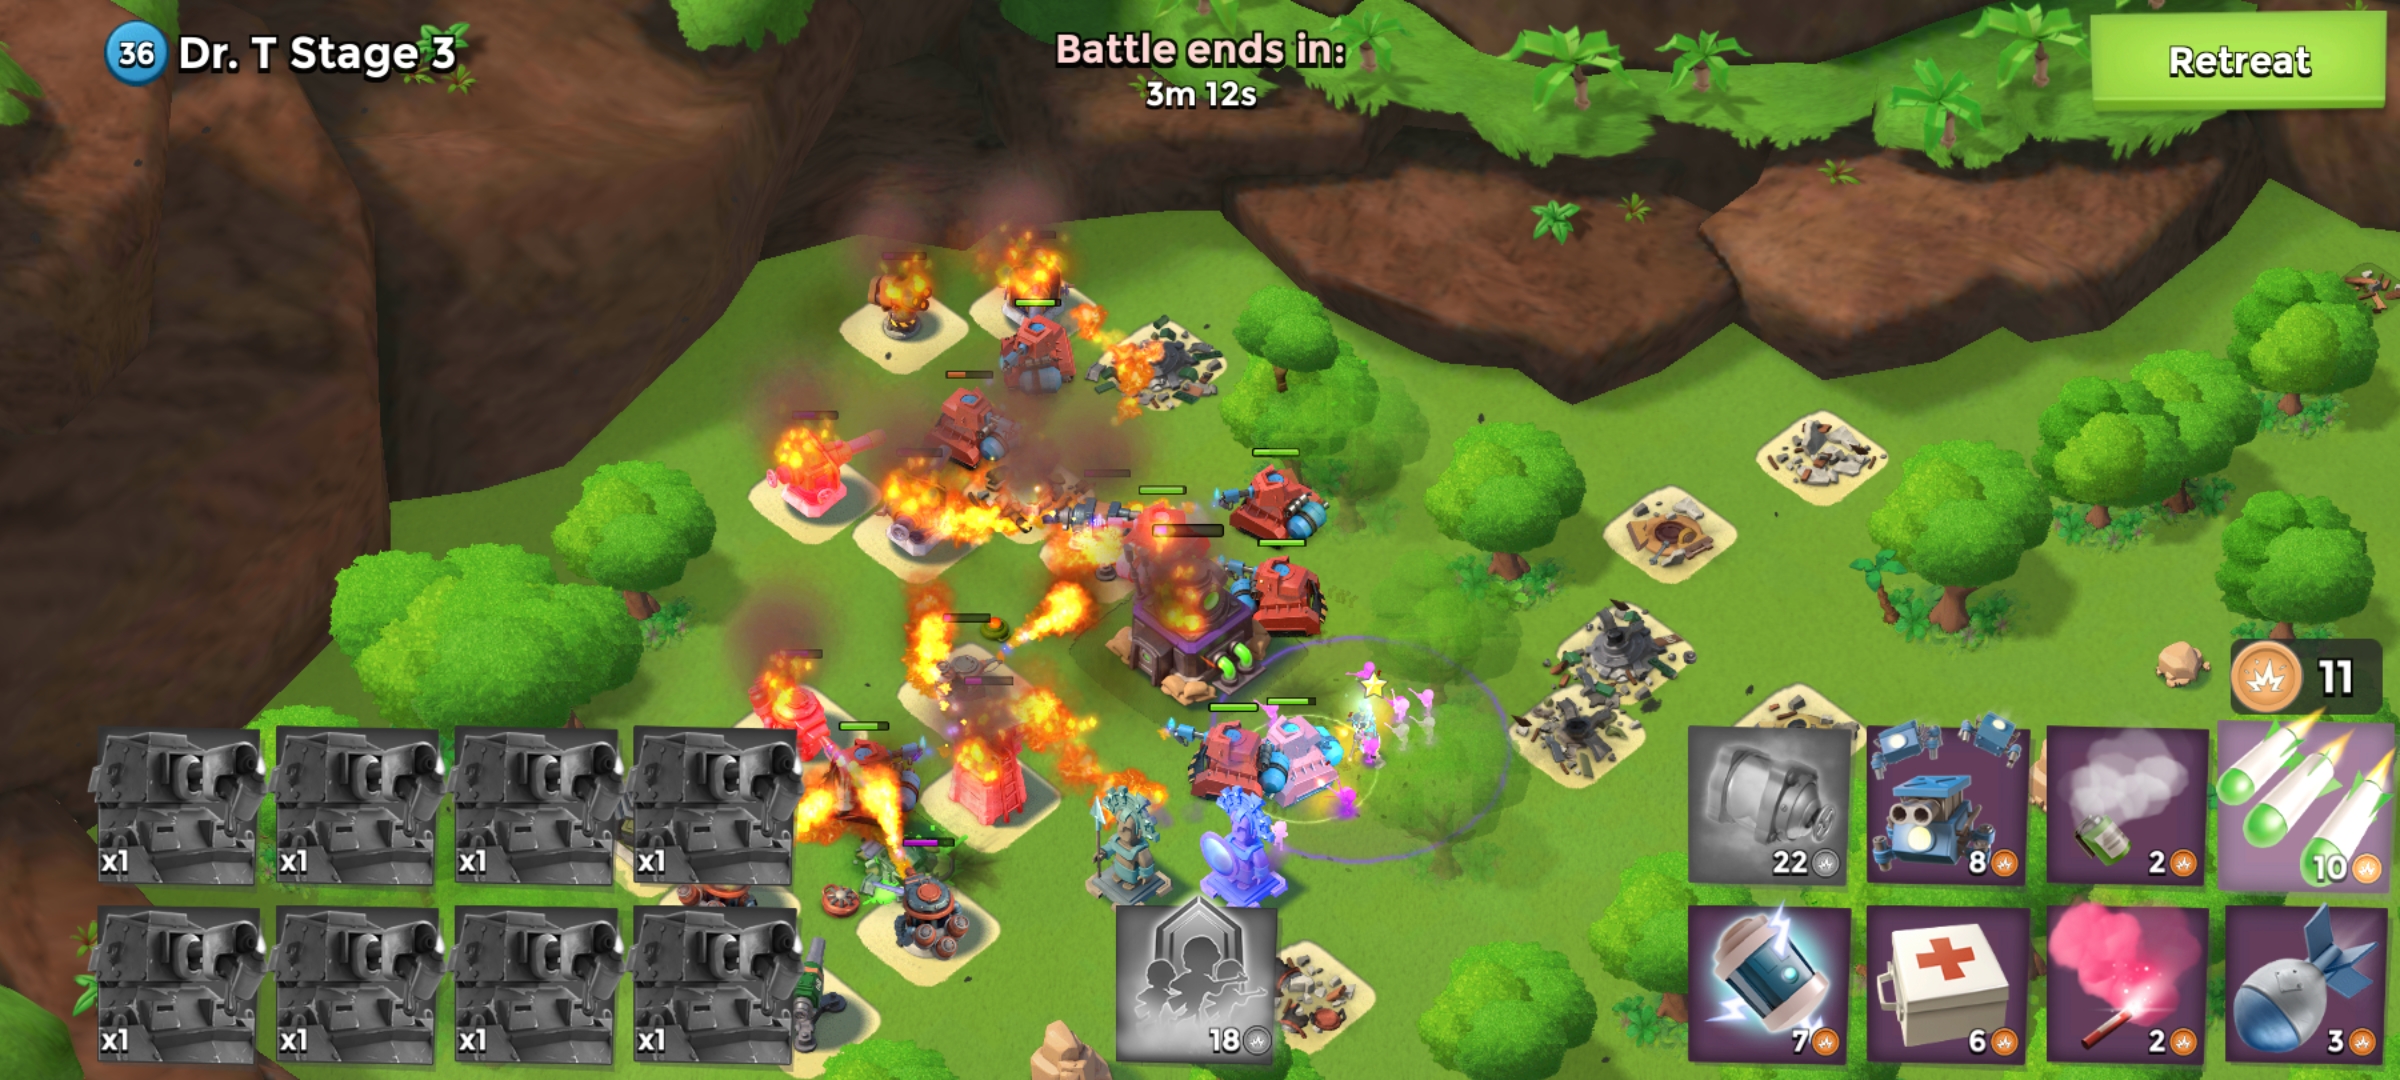 36 Dr. T Stage 3
Battle ends in:
3m 12s
Retreat
11
x1 x1 x1 x1
22 8 2 10
x1 x1 x1 x1
18
7 6 2 3